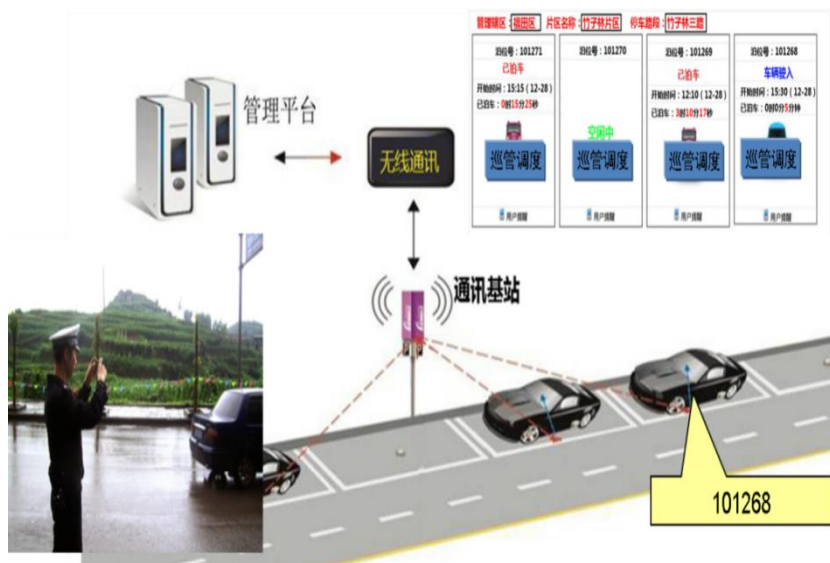 管理辖区：福田区 片区名称：竹子林片区 停车路段：竹子林三路
泊位号：101271
已泊车
开始时间：15:15 (12-28)
已泊车：0时15分25秒
巡管调度
用户提醒
泊位号：101270
空闲中
巡管调度
用户提醒
泊位号：101269
已泊车
开始时间：12:10 (12-28)
已泊车：3时10分17秒
巡管调度
用户提醒
泊位号：101268
车辆驶入
开始时间：15:30 (12-28)
已泊车：0时0分5分钟
巡管调度
用户提醒
管理平台
无线通讯
通讯基站
101268